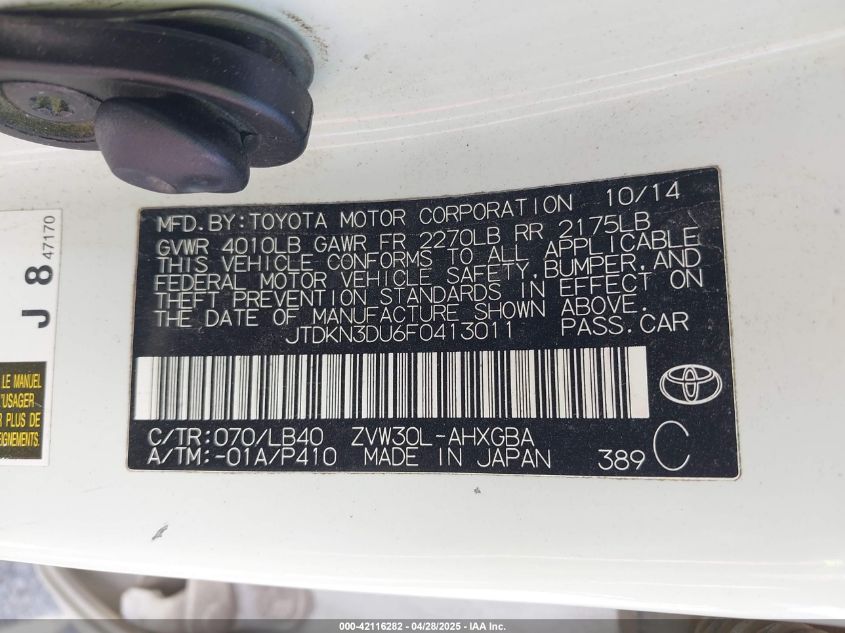 MFD.BY:TOYOTA MOTOR CORPORATION 10/14
GVWR 4010LB GAWR FR 2270LB RR 2175LB
THIS VEHICLE CONFORMS TO ALL APPLICABLE
FEDERAL MOTOR VEHICLE SAFETY,BUMPER,AND
THEFT PREVENTION STANDARDS IN EFFECT ON
THE DATE OF MANUFACTURE SHOWN ABOVE.
JTDKN3DU6F0413011 PASS.CAR
C/TR:070/LB40 ZVW30L-AHXGBA
A/TM:-01A/P410 MADE IN JAPAN 389 C
J 8 47170
LE MANUEL
'USAGER
R PLUS DE
EIGNEMENTS
000-42116282 - 04/28/2025 - IAA Inc.